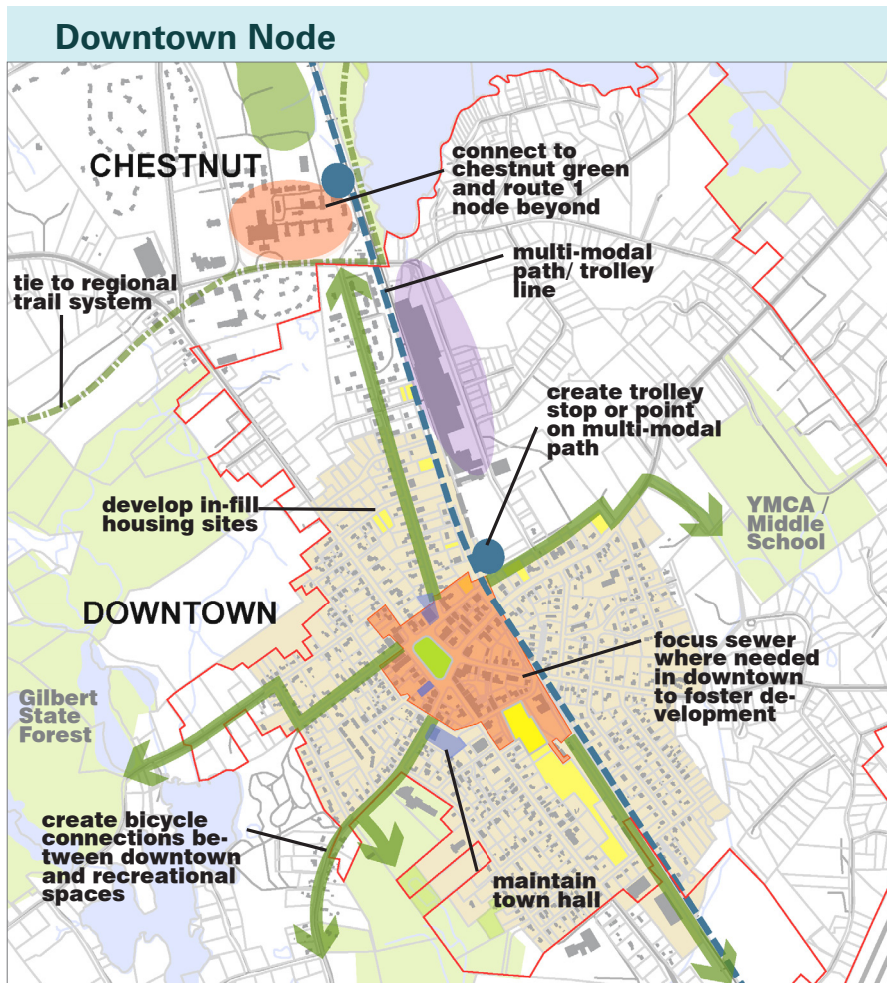 Downtown Node
CHESTNUT
connect to
chestnut green
and route 1
node beyond
multi-modal
path/ trolley
line
tie to regional
trail system
create trolley
stop or point
on multi-modal
path
develop in-fill
housing sites
YMCA /
Middle
School
DOWNTOWN
focus sewer
where needed
in downtown
to foster de-
velopment
Gilbert
State
Forest
create bicycle
connections be-
tween downtown
and recreational
spaces
maintain
town hall